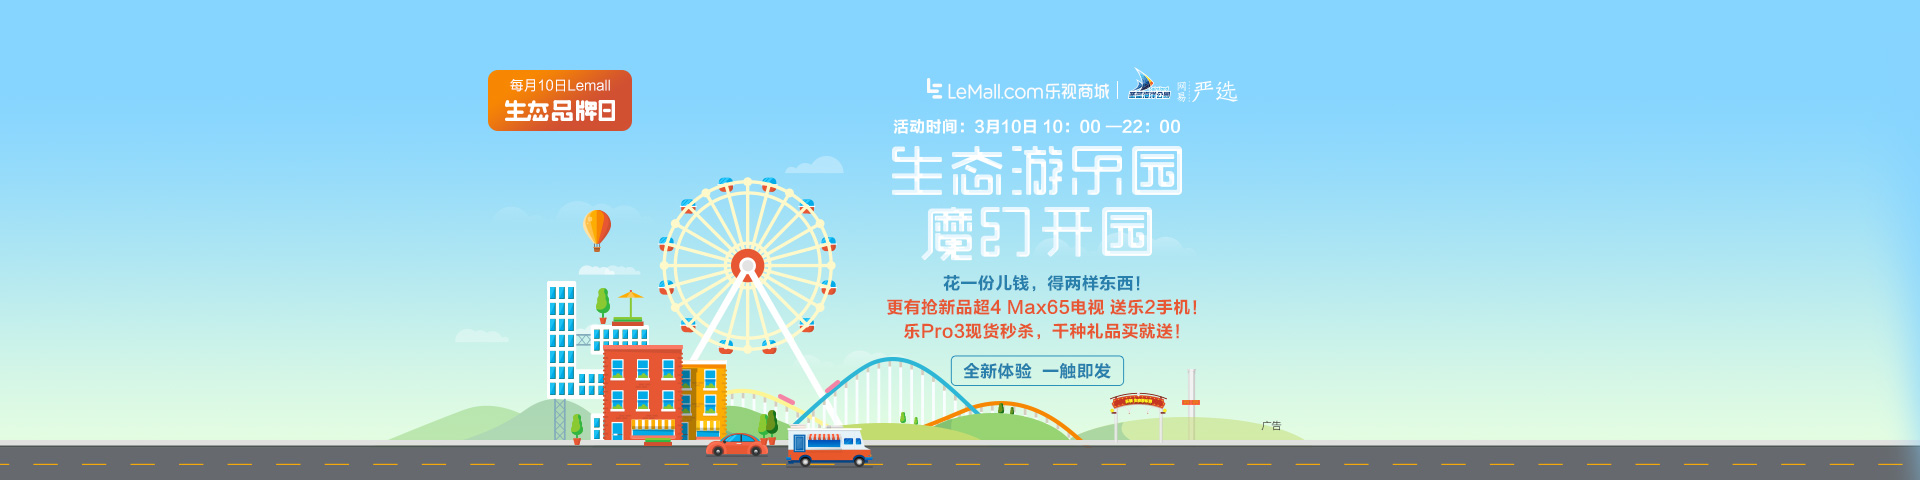 每月10日Lemall
生态品牌日
LeMall.com乐视商城
网易严选
活动时间：3月10日 10：00 —22：00
生态游乐园
魔幻开园
花一份儿钱，得两样东西！
更有抢新品超4 Max65电视 送乐2手机！
乐Pro3现货秒杀，干种礼品买就送！
全新体验 一触即发
广告